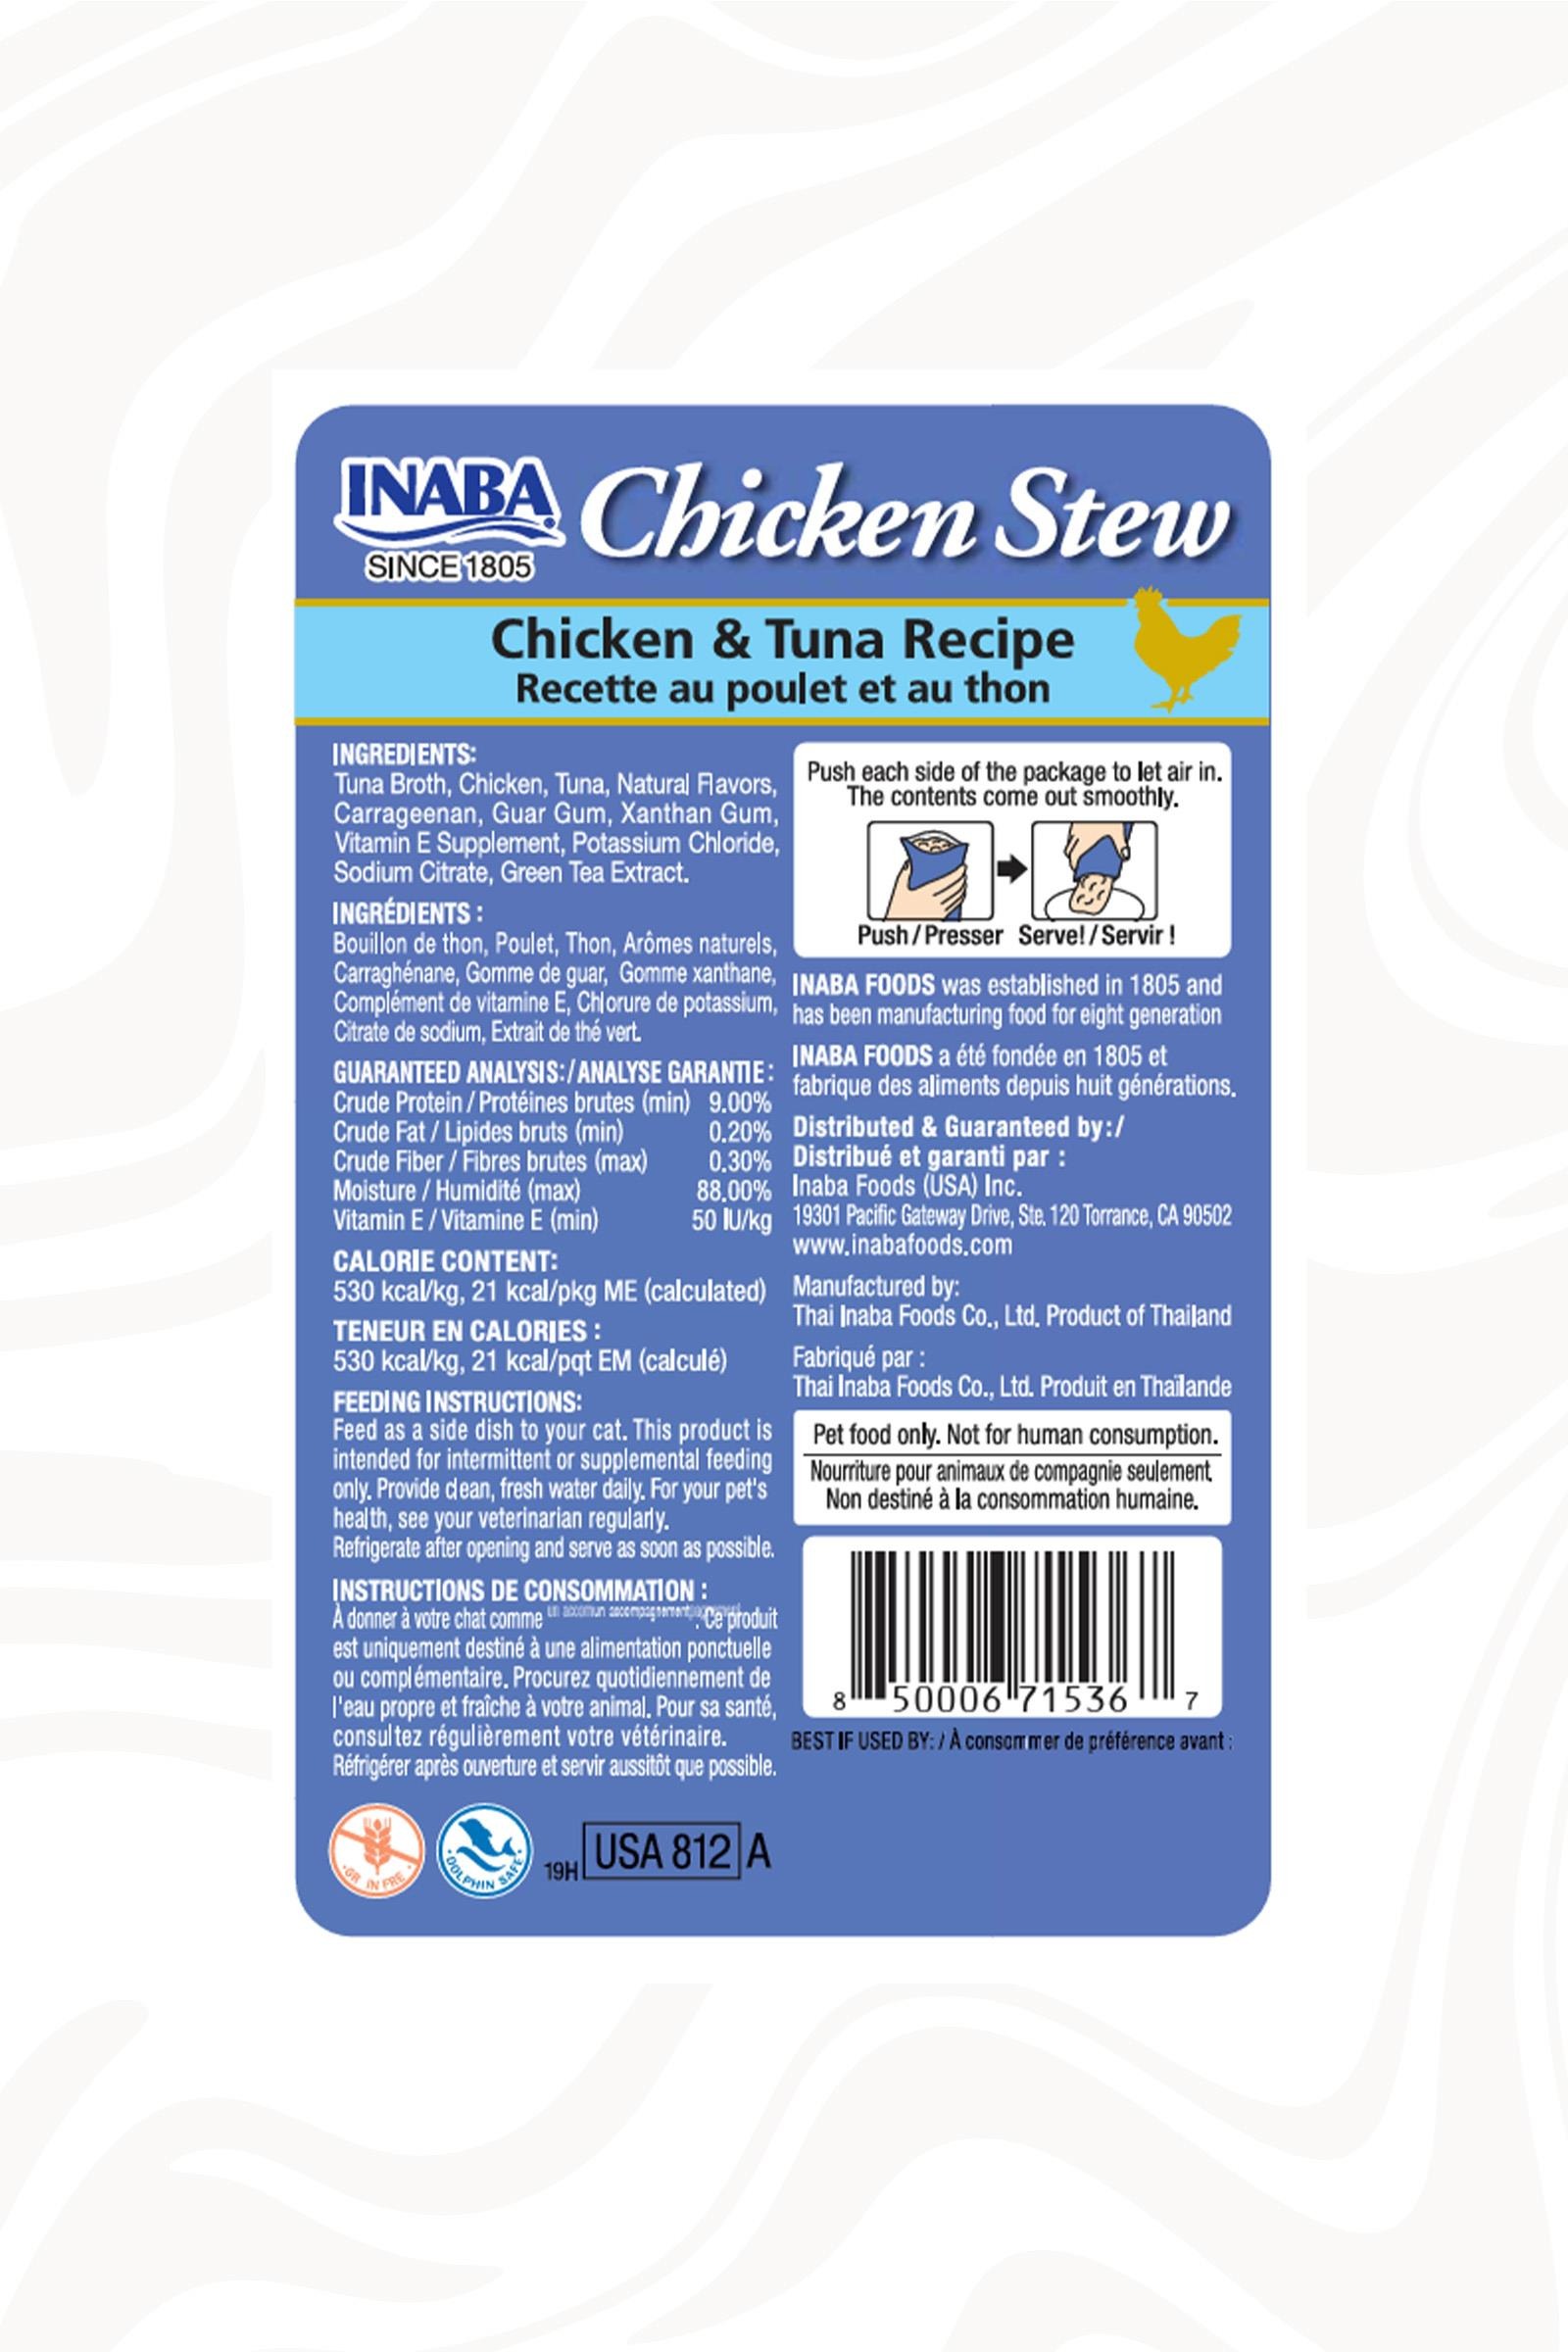 INABA
SINCE 1805
Chicken Stew
Chicken & Tuna Recipe
Recette au poulet et au thon
INGREDIENTS:
Tuna Broth, Chicken, Tuna, Natural Flavors,
Carrageenan, Guar Gum, Xanthan Gum,
Vitamin E Supplement, Potassium Chloride,
Sodium Citrate, Green Tea Extract.
INGRÉDIENTS :
Bouillon de thon, Poulet, Thon, Arômes naturels,
Carraghénane, Gomme de guar, Gomme xanthane,
Complément de vitamine E, Chlorure de potassium,
Citrate de sodium, Extrait de thé vert.
GUARANTEED ANALYSIS:/ANALYSE GARANTIE:
Crude Protein / Protéines brutes (min) 9.00%
Crude Fat / Lipides bruts (min) 0.20%
Crude Fiber / Fibres brutes (max) 0.30%
Moisture / Humidité (max) 88.00%
Vitamin E / Vitamine E (min) 50 IU/kg
CALORIE CONTENT:
530 kcal/kg, 21 kcal/pkg ME (calculated)
TENEUR EN CALORIES :
530 kcal/kg, 21 kcal/pqt EM (calculé)
FEEDING INSTRUCTIONS:
Feed as a side dish to your cat. This product is
intended for intermittent or supplemental feeding
only. Provide clean, fresh water daily. For your pet's
health, see your veterinarian regularly.
Refrigerate after opening and serve as soon as possible.
INSTRUCTIONS DE CONSOMMATION :
À donner à votre chat comme . Ce produit
est uniquement destiné à une alimentation ponctuelle
ou complémentaire. Procurez quotidiennement de
l'eau propre et fraîche à votre animal. Pour sa santé,
consultez régulièrement votre vétérinaire.
Réfrigérer après ouverture et servir aussitôt que possible.
GR IN FRE
DOLPHIN SAFE
19H USA 812 A
Push each side of the package to let air in.
The contents come out smoothly.
Push / Presser Serve! / Servir !
INABA FOODS was established in 1805 and
has been manufacturing food for eight generation
INABA FOODS a été fondée en 1805 et
fabrique des aliments depuis huit générations.
Distributed & Guaranteed by:/
Distribué et garanti par :
Inaba Foods (USA) Inc.
19301 Pacific Gateway Drive, Ste. 120 Torrance, CA 90502
www.inabafoods.com
Manufactured by:
Thai Inaba Foods Co., Ltd. Product of Thailand
Fabriqué par :
Thai Inaba Foods Co., Ltd. Produit en Thaïlande
Pet food only. Not for human consumption.
Nourriture pour animaux de compagnie seulement.
Non destiné à la consommation humaine.
8 50006 71536 7
BEST IF USED BY: / À consommer de préférence avant :